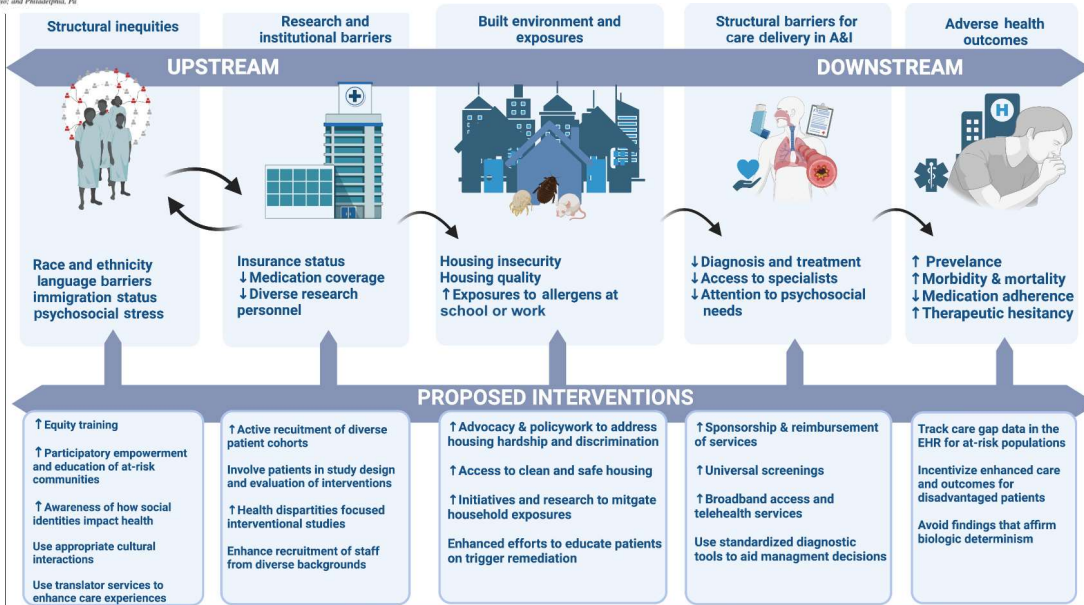 and Philadelphia, Pa
Structural inequities
Research and
institutional barriers
Built environment and
exposures
Structural barriers for
care delivery in A&I
Adverse health
outcomes
UPSTREAM
DOWNSTREAM
H
Race and ethnicity
language barriers
immigration status
psychosocial stress
Insurance status
↓Medication coverage
↓Diverse research
personnel
Housing insecurity
Housing quality
↑Exposures to allergens at
school or work
↓Diagnosis and treatment
↓Access to specialists
↓Attention to psychosocial
needs
↑ Prevelance
↑Morbidity & mortality
↓Medication adherence
↑Therapeutic hesitancy
PROPOSED INTERVENTIONS
↑Equity training
↑Participatory empowerment
and education of at-risk
communities
↑Awareness of how social
identities impact health
Use appropriate cultural
interactions
Use translator services to
enhance care experiences
↑Active recuitment of diverse
patient cohorts
Involve patients in study design
and evaluation of interventions
↑Health dispartities focused
interventional studies
Enhance recruitment of staff
from diverse backgrounds
↑Advocacy & policywork to address
housing hardship and discrimination
↑Access to clean and safe housing
↑Initiatives and research to mitgate
household exposures
Enhanced efforts to educate patients
on trigger remediation
↑Sponsorship & reimbursement
of services
↑Universal screenings
↑Broadband access and
telehealth services
Use standardized diagnostic
tools to aid managment decisions
Track care gap data in the
EHR for at-risk populations
Incentivize enhanced care
and outcomes for
disadvantaged patients
Avoid findings that affirm
biologic determinism